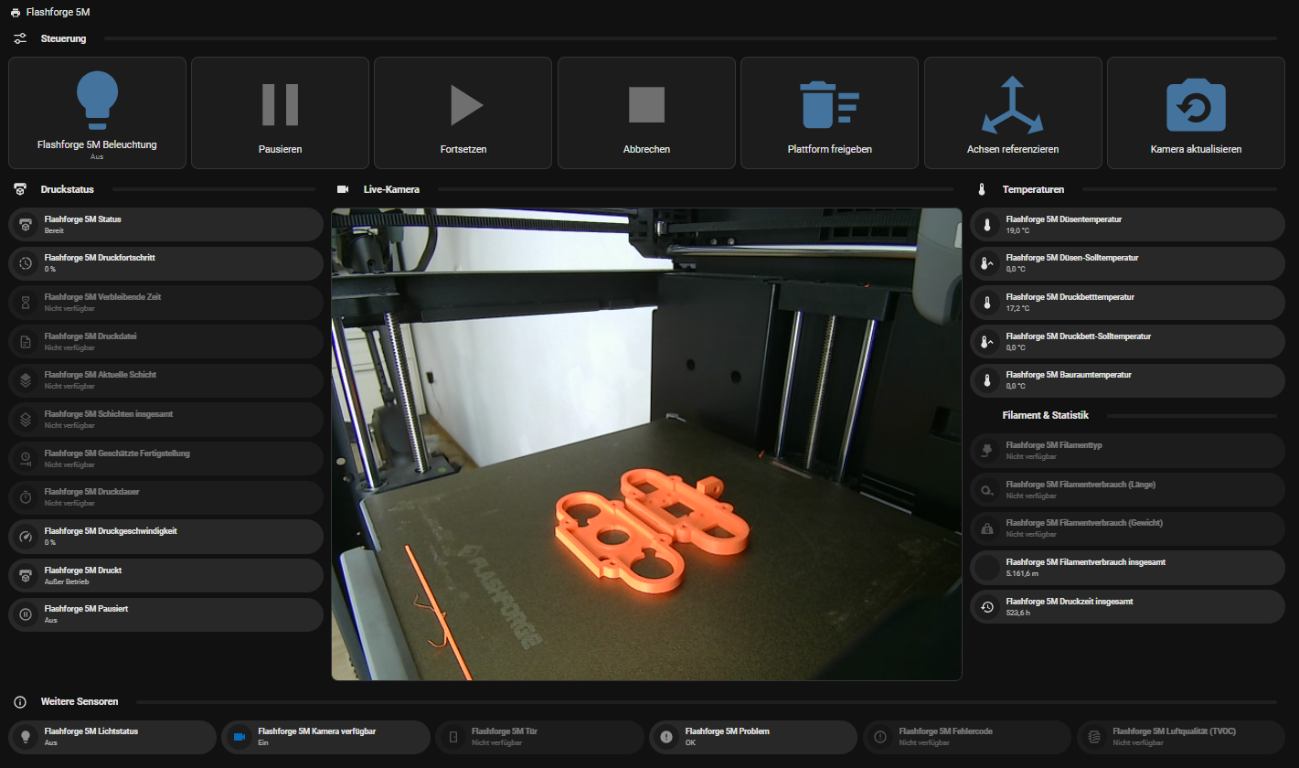 Flashforge 5M
Steuerung
Flashforge 5M Beleuchtung
Aus
Pausieren
Fortsetzen
Abbrechen
Plattform freigeben
Achsen referenzieren
Kamera aktualisieren
Druckstatus
Flashforge 5M Status
Bereit
Flashforge 5M Druckfortschritt
0 %
Flashforge 5M Verbleibende Zeit
Nicht verfügbar
Flashforge 5M Druckdatei
Nicht verfügbar
Flashforge 5M Aktuelle Schicht
Nicht verfügbar
Flashforge 5M Schichten insgesamt
Nicht verfügbar
Flashforge 5M Geschätzte Fertigstellung
Nicht verfügbar
Flashforge 5M Druckdauer
Nicht verfügbar
Flashforge 5M Druckgeschwindigkeit
0 %
Flashforge 5M Druckt
Außer Betrieb
Flashforge 5M Pausiert
Aus
Live-Kamera
FLASHFORGE
Temperaturen
Flashforge 5M Düsentemperatur
19,0 °C
Flashforge 5M Düsen-Solltemperatur
0,0 °C
Flashforge 5M Druckbetttemperatur
17,2 °C
Flashforge 5M Druckbett-Solltemperatur
0,0 °C
Flashforge 5M Bauraumtemperatur
0,0 °C
Filament & Statistik
Flashforge 5M Filamenttyp
Nicht verfügbar
Flashforge 5M Filamentverbrauch (Länge)
Nicht verfügbar
Flashforge 5M Filamentverbrauch (Gewicht)
Nicht verfügbar
Flashforge 5M Filamentverbrauch insgesamt
5.161,6 m
Flashforge 5M Druckzeit insgesamt
523,6 h
Weitere Sensoren
Flashforge 5M Lichtstatus
Aus
Flashforge 5M Kamera verfügbar
Ein
Flashforge 5M Tür
Nicht verfügbar
Flashforge 5M Problem
OK
Flashforge 5M Fehlercode
Nicht verfügbar
Flashforge 5M Luftqualität (TVOC)
Nicht verfügbar